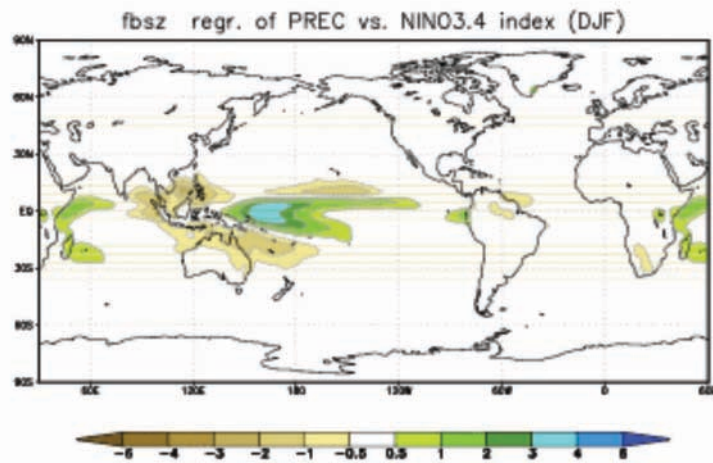 fbsz regr. of PREC vs. NINO3.4 index (DJF)
90N
60N
30N
EQ
30S
60S
90S
60E 120E 180 120W 60W 0 60E
-5 -4 -3 -2 -1 -0.5 0.5 1 2 3 4 5